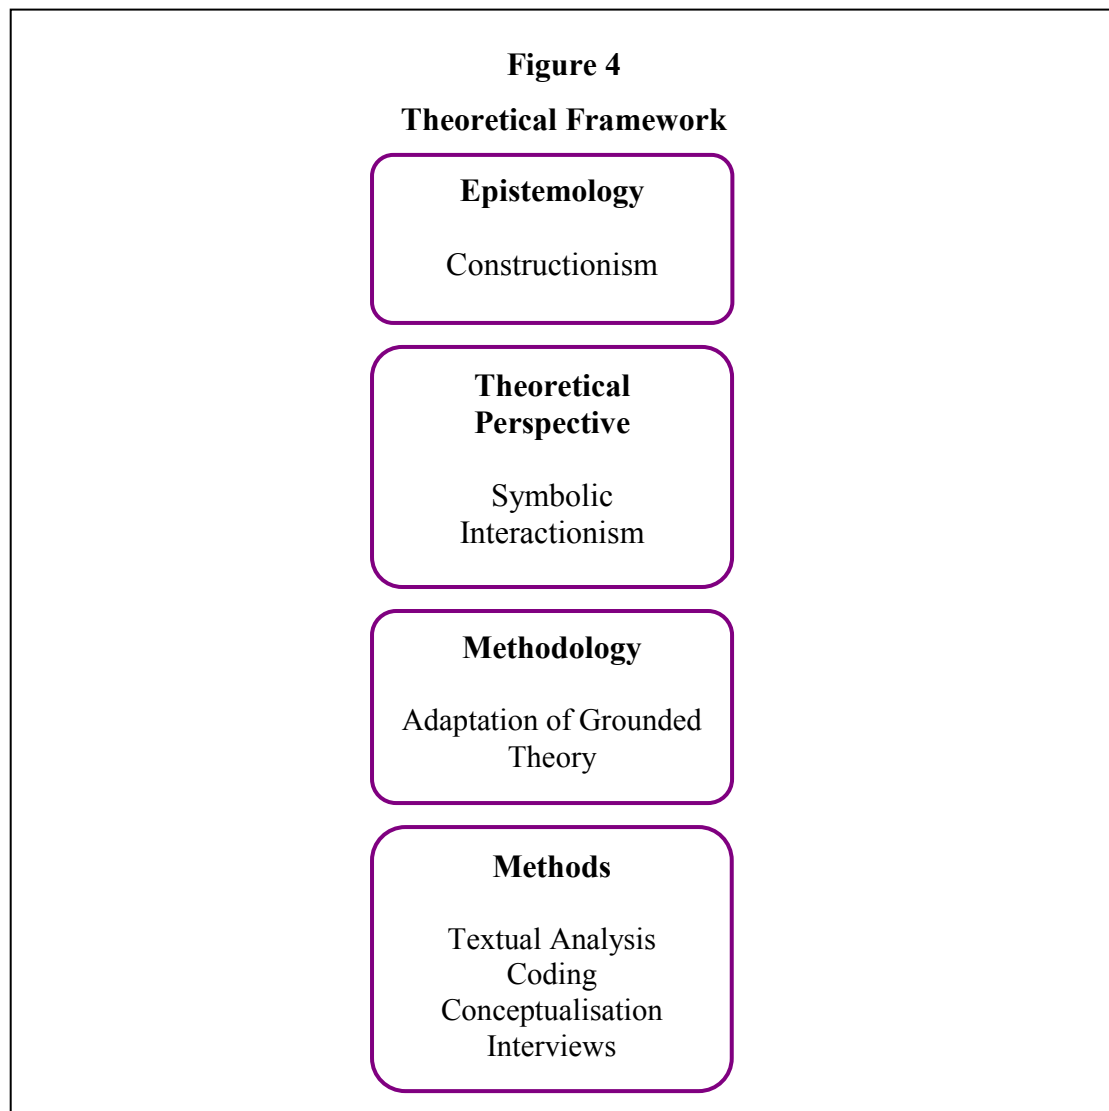 Figure 4
Theoretical Framework
Epistemology
Constructionism
Theoretical
Perspective
Symbolic
Interactionism
Methodology
Adaptation of Grounded
Theory
Methods
Textual Analysis
Coding
Conceptualisation
Interviews